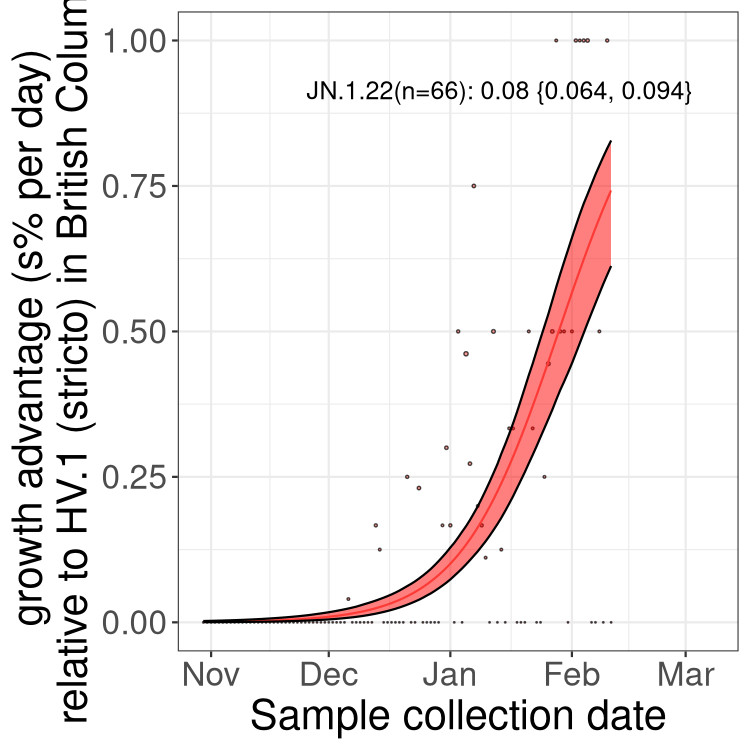 growth advantage (s% per day)
relative to HV.1 (stricto) in British Colum
1.00
0.75
0.50
0.25
0.00
JN.1.22(n=66): 0.08 {0.064, 0.094}
Nov Dec Jan Feb Mar
Sample collection date